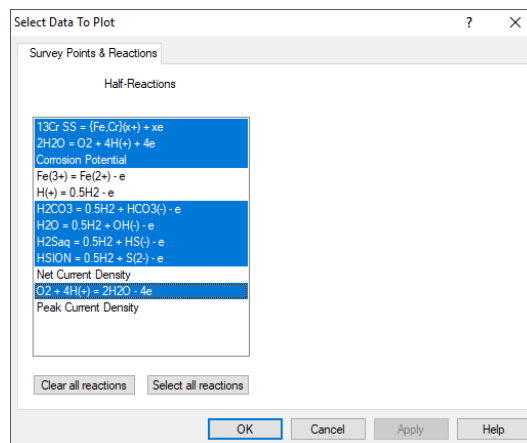 Select Data To Plot
?
Survey Points & Reactions
Half-Reactions
13Cr SS = {Fe,Cr}(x+) + xe
2H2O = O2 + 4H(+) + 4e
Corrosion Potential
Fe(3+) = Fe(2+) - e
H(+) = 0.5H2 - e
H2CO3 = 0.5H2 + HCO3(-) - e
H2O = 0.5H2 + OH(-) - e
H2Saq = 0.5H2 + HS(-) - e
HSION = 0.5H2 + S(2-) - e
Net Current Density
O2 + 4H(+) = 2H2O - 4e
Peak Current Density
Clear all reactions Select all reactions
OK Cancel Apply Help